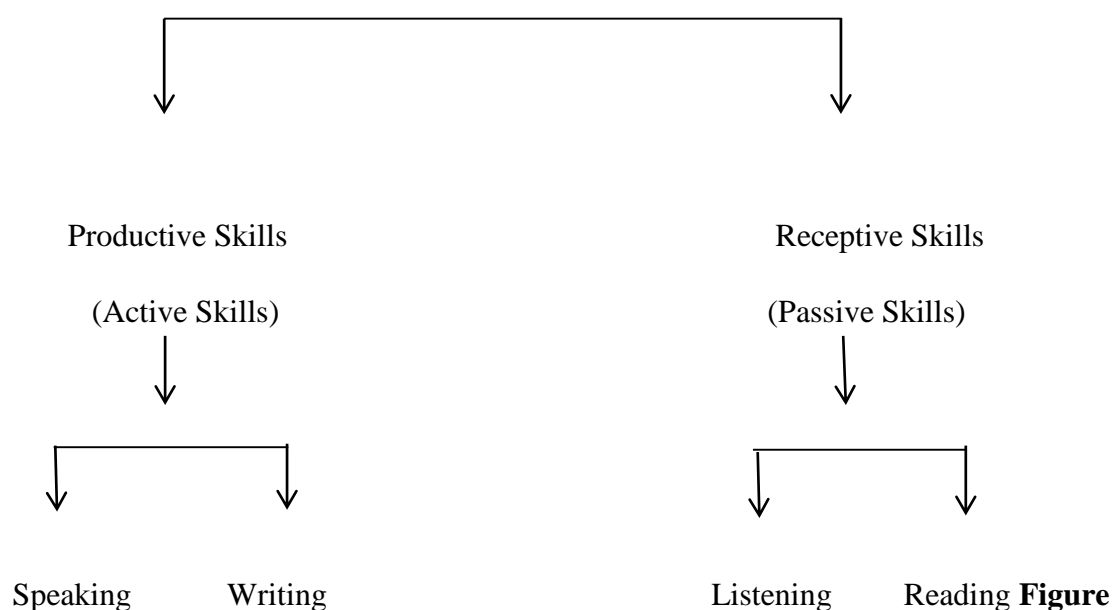 Productive Skills Receptive Skills
(Active Skills) (Passive Skills)
Speaking Writing Listening Reading Figure